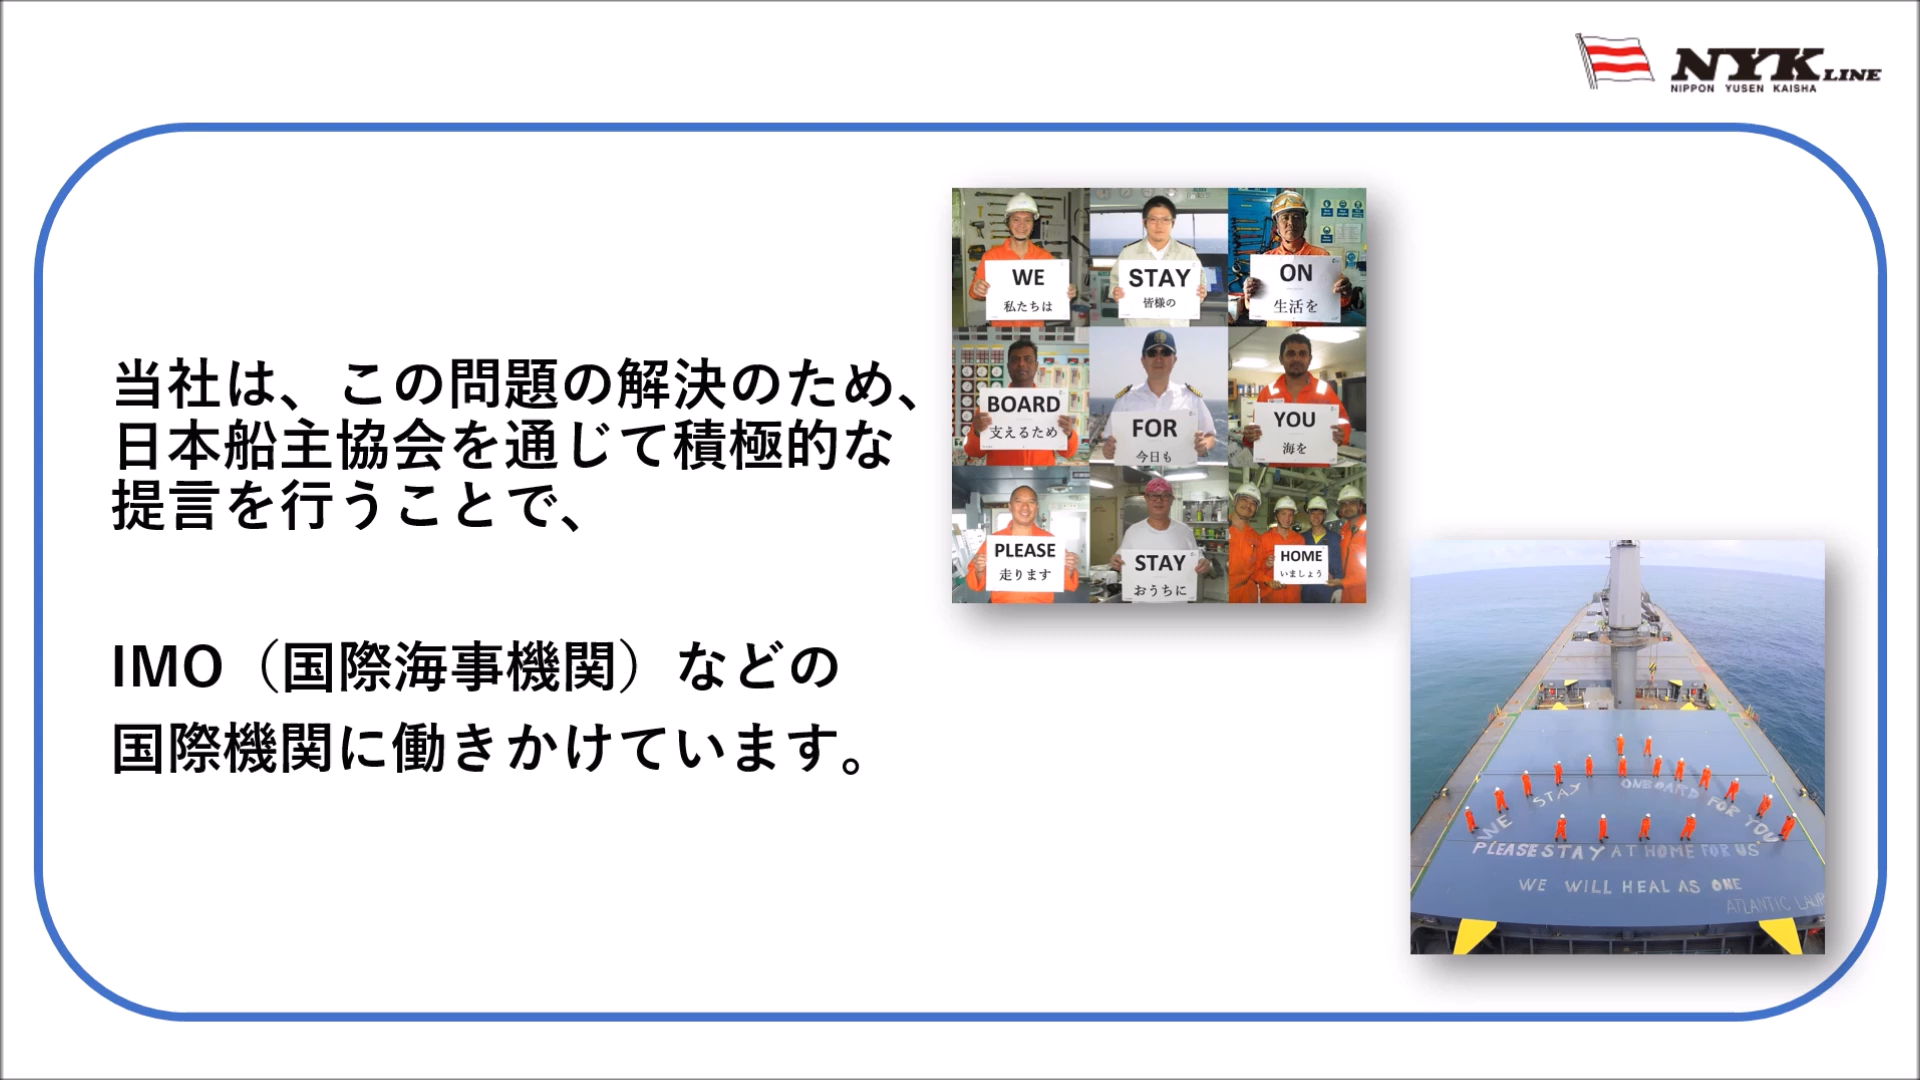 NYK LINE
NIPPON YUSEN KAISHA
当社は、この問題の解決のため、
日本船主協会を通じて積極的な
提言を行うことで、
IMO（国際海事機関）などの
国際機関に働きかけています。
WE
私たちは
STAY
皆様の
ON
生活を
BOARD
支えるため
FOR
今日も
YOU
海を
PLEASE
走ります
STAY
おうちに
HOME
いましょう
WE STAY ONBOARD FOR YOU
PLEASE STAY AT HOME FOR US
WE WILL HEAL AS ONE
ATLANTIC